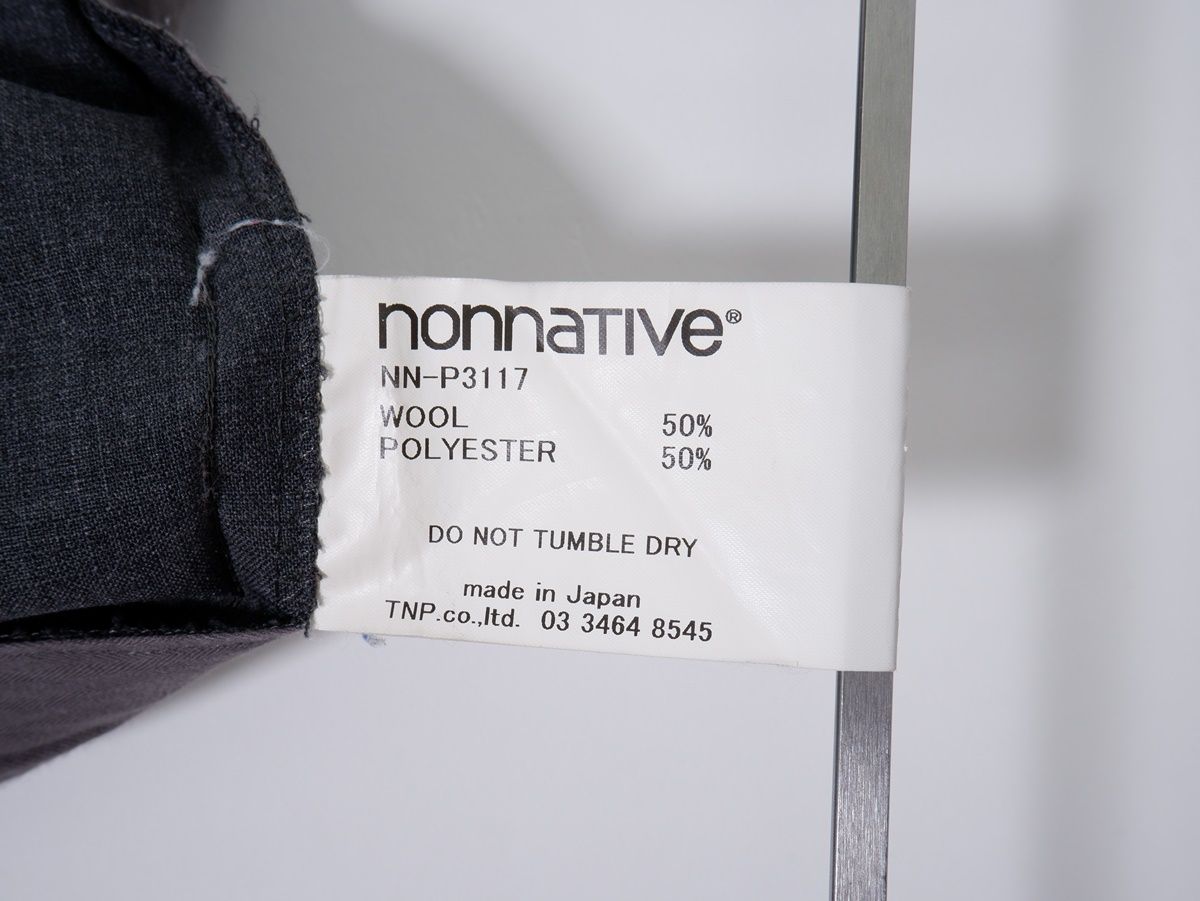 nonnaTIVe®
NN-P3117
WOOL 50%
POLYESTER 50%
DO NOT TUMBLE DRY
made in Japan
TNP.co.,ltd. 03 3464 8545